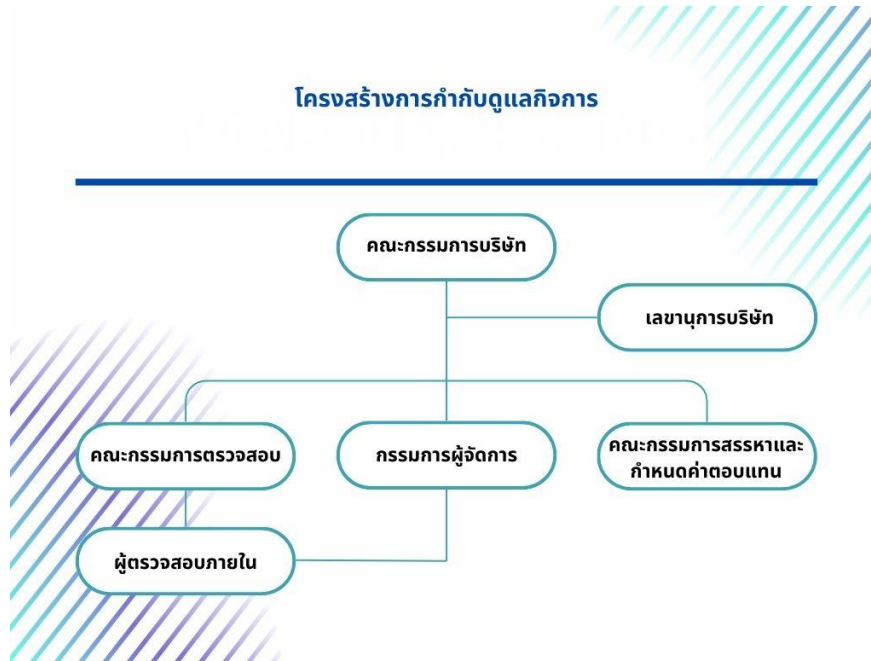 โครงสร้างการกำกับดูแลกิจการ
คณะกรรมการบริษัท
เลขานุการบริษัท
คณะกรรมการตรวจสอบ
กรรมการผู้จัดการ
คณะกรรมการสรรหาและ
กำหนดค่าตอบแทน
ผู้ตรวจสอบภายใน